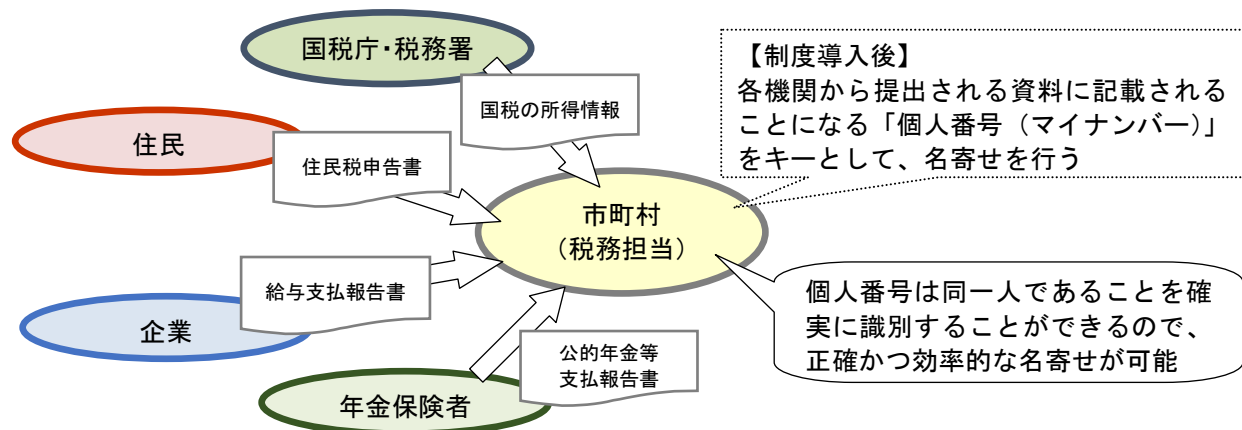 国税庁・税務署
国税の所得情報
住民
住民税申告書
市町村
（税務担当）
【制度導入後】
各機関から提出される資料に記載される
ことになる「個人番号（マイナンバー）」
をキーとして、名寄せを行う
給与支払報告書
企業
公的年金等
支払報告書
年金保険者
個人番号は同一人であることを確
実に識別することができるので、
正確かつ効率的な名寄せが可能